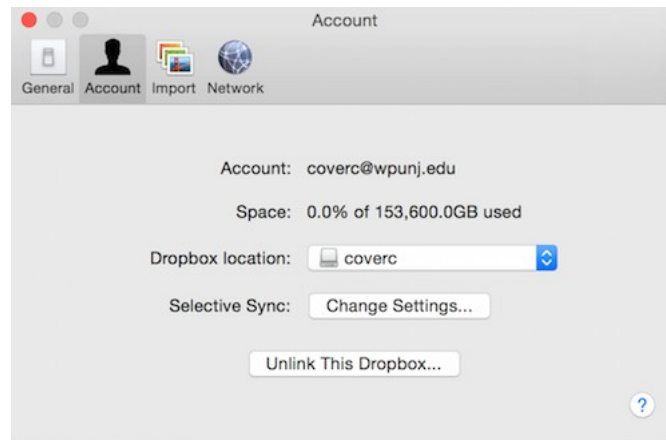 Account
General Account Import Network
Account: coverc@wpunj.edu
Space: 0.0% of 153,600.0GB used
Dropbox location: coverc
Selective Sync: Change Settings...
Unlink This Dropbox...
?